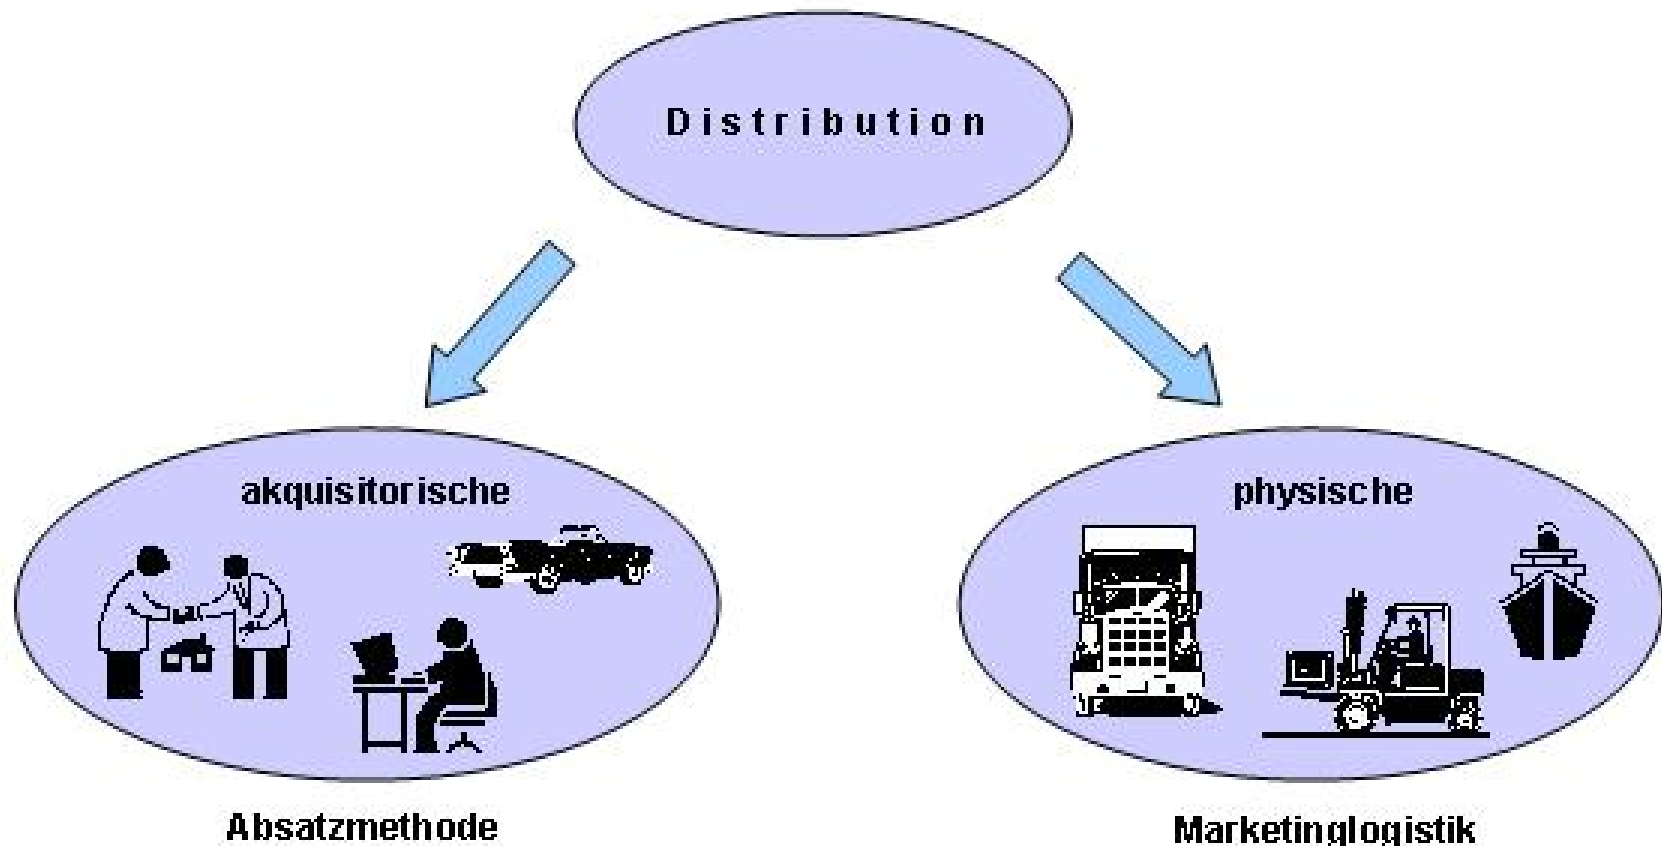 Distribution
akquisitorische
physische
Absatzmethode
Marketinglogistik